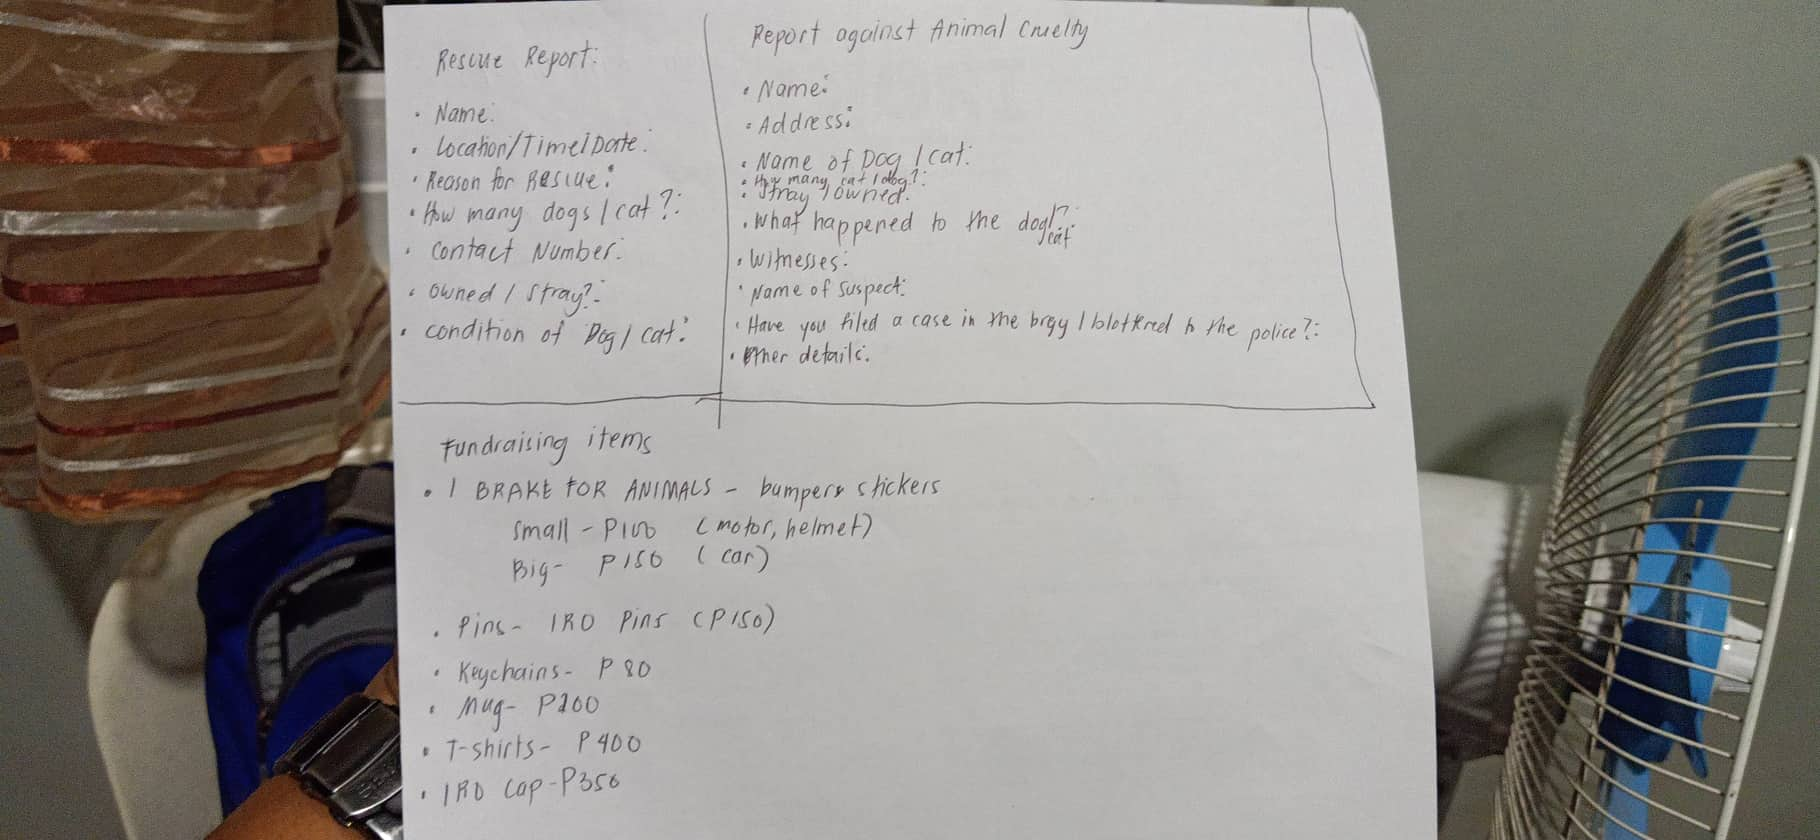 Rescue Report:
• Name:
• Location/Time/Date:
• Reason for Rescue:
• How many dogs / cat ?:
• Contact Number:
• Owned / Stray?:
• Condition of Dog / cat:
Report against Animal Cruelty
• Name:
• Address:
• Name of Dog / cat:
• How many cat / dog?:
• Stray / owned:
• What happened to the dog/cat?:
• Witnesses:
• Name of Suspect:
• Have you filed a case in the brgy / blottered to the police?:
• Other details:
Fundraising items
• I BRAKE FOR ANIMALS - bumpers stickers
Small - P100 (motor, helmet)
Big- P150 (car)
• Pins- IRO Pins (P150)
• Keychains- P80
• Mug- P200
• T-shirts- P400
• IRO Cap-P350